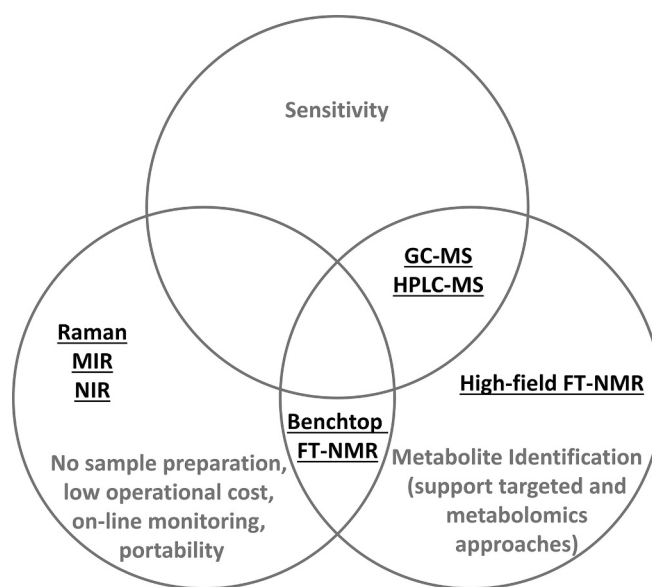 Sensitivity
GC-MS
HPLC-MS
Raman
MIR
NIR
High-field FT-NMR
Benchtop
FT-NMR
No sample preparation,
low operational cost,
on-line monitoring,
portability
Metabolite Identification
(support targeted and
metabolomics
approaches)